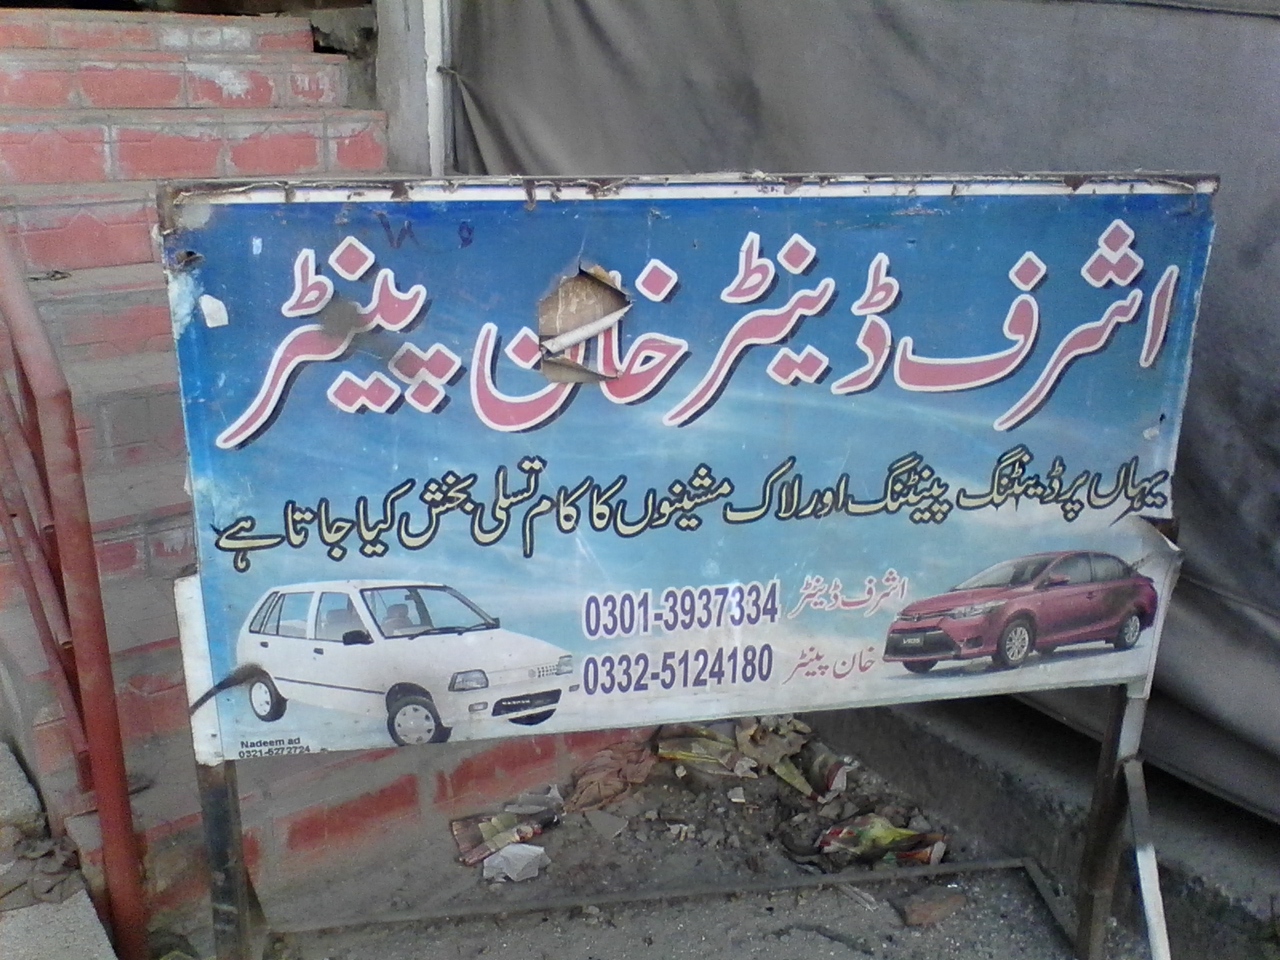 اشرف ڈینٹر خان پینٹر
یہاں پر ڈینٹنگ پینٹنگ اور لاک مشینوں کا کام تسلی بخش کیا جاتا ہے
0301-3937334 اشرف ڈینٹر
0332-5124180 خان پینٹر
Nadeem ad
0321-5272724